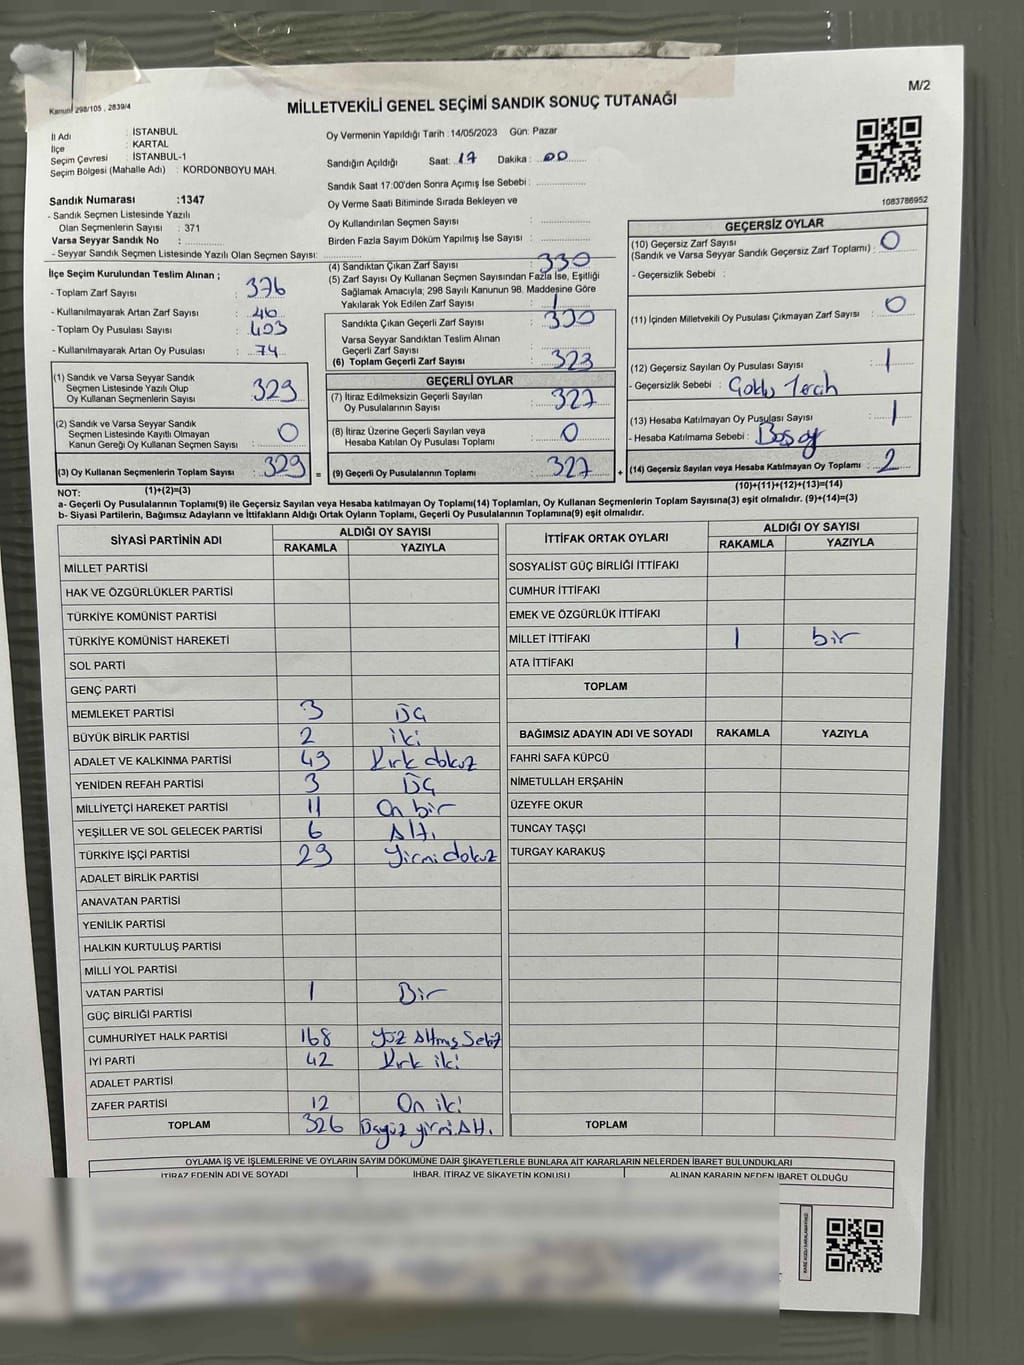 M/2
Kanun: 298/105 , 2839/4
MİLLETVEKİLİ GENEL SEÇİMİ SANDIK SONUÇ TUTANAĞI
İl Adı : İSTANBUL
İlçe : KARTAL
Seçim Çevresi : İSTANBUL-1
Seçim Bölgesi (Mahalle Adı) : KORDONBOYU MAH.
Sandık Numarası :1347
- Sandık Seçmen Listesinde Yazılı
Olan Seçmenlerin Sayısı : 371
Varsa Seyyar Sandık No :
- Seyyar Sandık Seçmen Listesinde Yazılı Olan Seçmen Sayısı:
Oy Vermenin Yapıldığı Tarih : 14/05/2023 Gün: Pazar
Sandığın Açıldığı Saat: 17 Dakika : 00
Sandık Saat 17:00'den Sonra Açımış İse Sebebi :
Oy Verme Saati Bitiminde Sırada Bekleyen ve
Oy Kullandırılan Seçmen Sayısı :
Birden Fazla Sayım Döküm Yapılmış İse Sayısı :
1083786952
İlçe Seçim Kurulundan Teslim Alınan ;
- Toplam Zarf Sayısı : 376
- Kullanılmayarak Artan Zarf Sayısı : 46
- Toplam Oy Pusulası Sayısı : 403
- Kullanılmayarak Artan Oy Pusulası : 74
(1) Sandık ve Varsa Seyyar Sandık
Seçmen Listesinde Yazılı Olup
Oy Kullanan Seçmenlerin Sayısı : 329
(2) Sandık ve Varsa Seyyar Sandık
Seçmen Listesinde Kayıtlı Olmayan
Kanun Gereği Oy Kullanan Seçmen Sayısı : 0
(3) Oy Kullanan Seçmenlerin Toplam Sayısı : 329 =
(4) Sandıktan Çıkan Zarf Sayısı : 330
(5) Zarf Sayısı Oy Kullanan Seçmen Sayısından Fazla İse, Eşitliği
Sağlamak Amacıyla; 298 Sayılı Kanunun 98. Maddesine Göre
Yakılarak Yok Edilen Zarf Sayısı : 1
Sandıkta Çıkan Geçerli Zarf Sayısı : 330
Varsa Seyyar Sandıktan Teslim Alınan
Geçerli Zarf Sayısı :
(6) Toplam Geçerli Zarf Sayısı : 323
GEÇERLİ OYLAR
(7) İtiraz Edilmeksizin Geçerli Sayılan
Oy Pusulalarının Sayısı : 327
(8) İtiraz Üzerine Geçerli Sayılan veya
Hesaba Katılan Oy Pusulası Toplamı : 0
(9) Geçerli Oy Pusulalarının Toplamı : 327 +
GEÇERSİZ OYLAR
(10) Geçersiz Zarf Sayısı
(Sandık ve Varsa Seyyar Sandık Geçersiz Zarf Toplamı) : 0
- Geçersizlik Sebebi :
(11) İçinden Milletvekili Oy Pusulası Çıkmayan Zarf Sayısı : 0
(12) Geçersiz Sayılan Oy Pusulası Sayısı : 1
- Geçersizlik Sebebi :
(13) Hesaba Katılmayan Oy Pusulası Sayısı : 1
- Hesaba Katılmama Sebebi : Boş oy
(14) Geçersiz Sayılan veya Hesaba Katılmayan Oy Toplamı : 2
NOT: (1)+(2)=(3)
(10)+(11)+(12)+(13)=(14)
a- Geçerli Oy Pusulalarının Toplamı(9) ile Geçersiz Sayılan veya Hesaba katılmayan Oy Toplamı(14) Toplamları, Oy Kullanan Seçmenlerin Toplam Sayısına(3) eşit olmalıdır. (9)+(14)=(3)
b- Siyasi Partilerin, Bağımsız Adayların ve İttifakların Aldığı Ortak Oyların Toplamı, Geçerli Oy Pusulalarının Toplamına(9) eşit olmalıdır.
SİYASİ PARTİNİN ADI
ALDIĞI OY SAYISI
RAKAMLA YAZIYLA
MİLLET PARTİSİ
HAK VE ÖZGÜRLÜKLER PARTİSİ
TÜRKİYE KOMÜNİST PARTİSİ
TÜRKİYE KOMÜNİST HAREKETİ
SOL PARTİ
GENÇ PARTİ
MEMLEKET PARTİSİ 3 ÜÇ
BÜYÜK BİRLİK PARTİSİ 2 iki
ADALET VE KALKINMA PARTİSİ 49 Kırk dokuz
YENİDEN REFAH PARTİSİ 3 ÜÇ
MİLLİYETÇİ HAREKET PARTİSİ 11 On bir
YEŞİLLER VE SOL GELECEK PARTİSİ 6 Altı
TÜRKİYE İŞÇİ PARTİSİ 29 Yirmi dokuz
ADALET BİRLİK PARTİSİ
ANAVATAN PARTİSİ
YENİLİK PARTİSİ
HALKIN KURTULUŞ PARTİSİ
MİLLİ YOL PARTİSİ
VATAN PARTİSİ 1 Bir
GÜÇ BİRLİĞİ PARTİSİ
CUMHURİYET HALK PARTİSİ 168 Yüz Altmış Sekiz
İYİ PARTİ 42 Kırk iki
ADALET PARTİSİ
ZAFER PARTİSİ 12 On iki
TOPLAM 326 Üçyüz yirmi Altı
İTTİFAK ORTAK OYLARI
ALDIĞI OY SAYISI
RAKAMLA YAZIYLA
SOSYALİST GÜÇ BİRLİĞİ İTTİFAKI
CUMHUR İTTİFAKI
EMEK VE ÖZGÜRLÜK İTTİFAKI
MİLLET İTTİFAKI 1 bir
ATA İTTİFAKI
TOPLAM
BAĞIMSIZ ADAYIN ADI VE SOYADI RAKAMLA YAZIYLA
FAHRİ SAFA KÜPCÜ
NİMETULLAH ERŞAHİN
ÜZEYFE OKUR
TUNCAY TAŞÇI
TURGAY KARAKUŞ
TOPLAM
OYLAMA İŞ VE İŞLEMLERİNE VE OYLARIN SAYIM DÖKÜMÜNE DAİR ŞİKAYETLERLE BUNLARA AİT KARARLARIN NELERDEN İBARET BULUNDUKLARI
İTİRAZ EDENİN ADI VE SOYADI İHBAR, İTİRAZ VE ŞİKAYETİN KONUSU ALINAN KARARIN NEDEN İBARET OLDUĞU